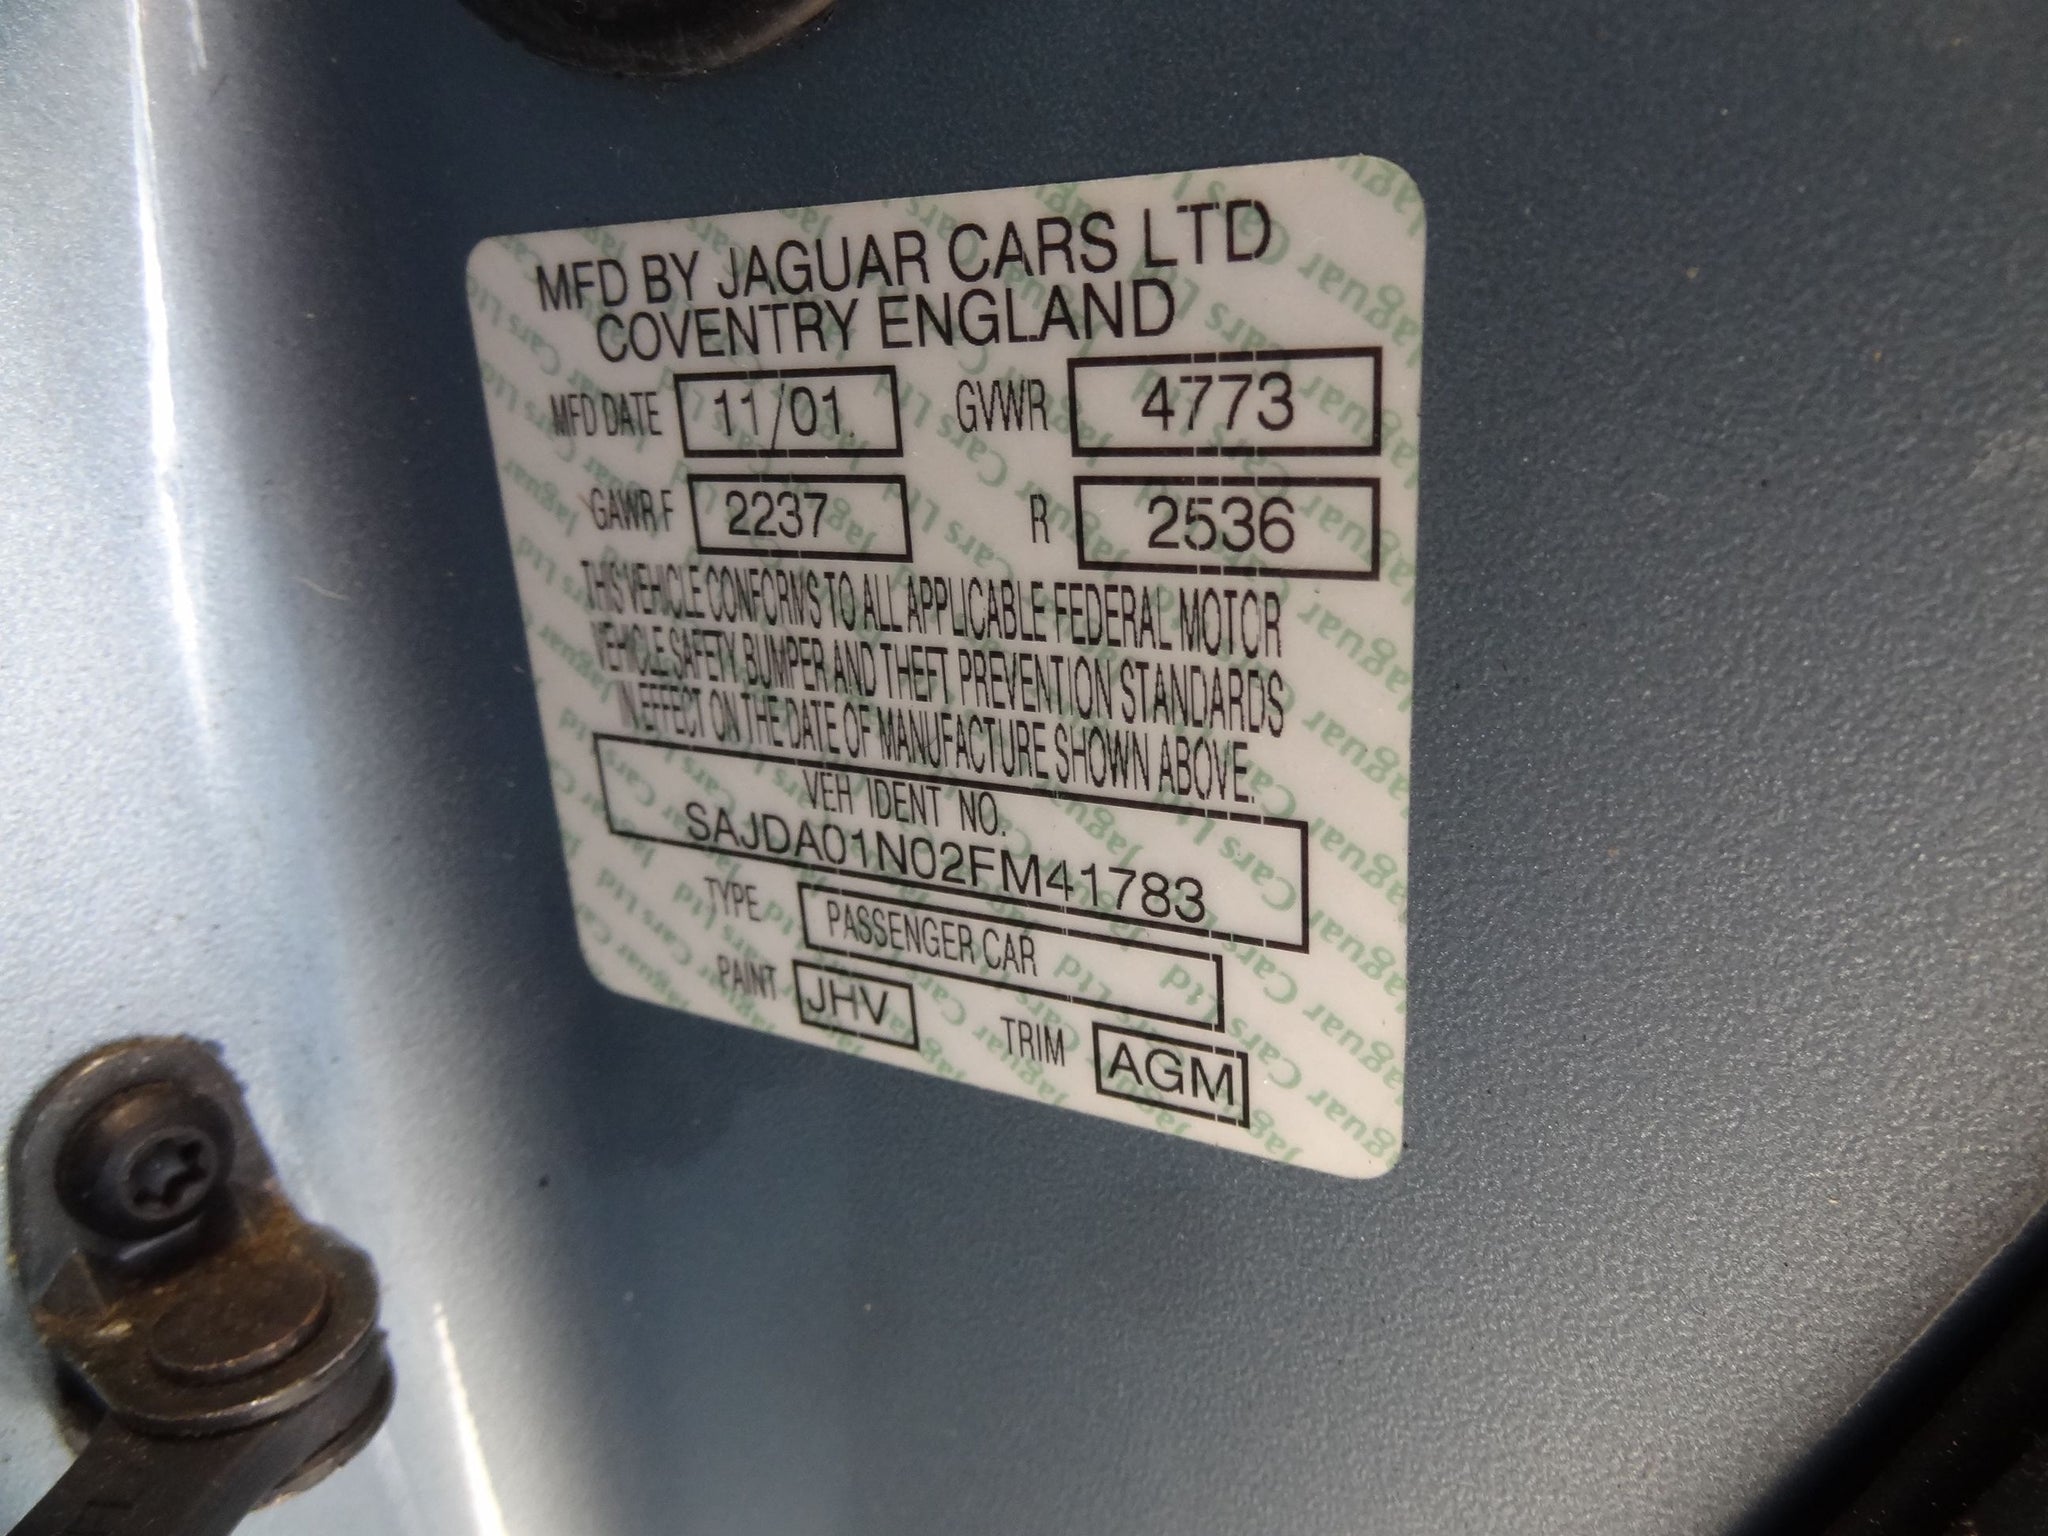 MFD BY JAGUAR CARS LTD
COVENTRY ENGLAND
MFD DATE 11/01 GVWR 4773
GAWR F 2237 R 2536
THIS VEHICLE CONFORMS TO ALL APPLICABLE FEDERAL MOTOR
VEHICLE SAFETY, BUMPER AND THEFT PREVENTION STANDARDS
IN EFFECT ON THE DATE OF MANUFACTURE SHOWN ABOVE.
VEH IDENT NO.
SAJDA01N02FM41783
TYPE PASSENGER CAR
PAINT JHV TRIM AGM